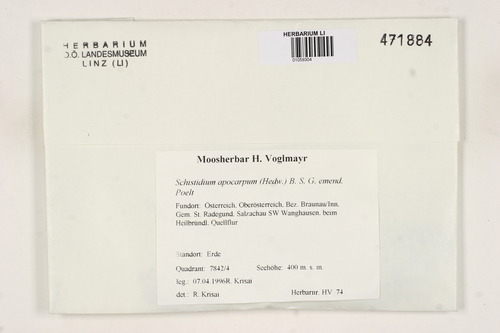 HERBARIUM
O.Ö. LANDESMUSEUM
LINZ (LI)
HERBARIUM LI
471884
Moosherbar H. Voglmayr
Schistidium apocarpum (Hedw.) B. S. G. emend.
Poelt
Fundort: Österreich, Oberösterreich, Bez. Braunau/Inn,
Gem. St. Radegund, Salzachau SW Wanghausen, beim
Heilbründl, Quellflur
Standort: Erde
Quadrant: 7842/4 Seehöhe: 400 m. s. m.
leg.: 07.04.1996R. Krisai
det.: R. Krisai Herbarnr. HV 74